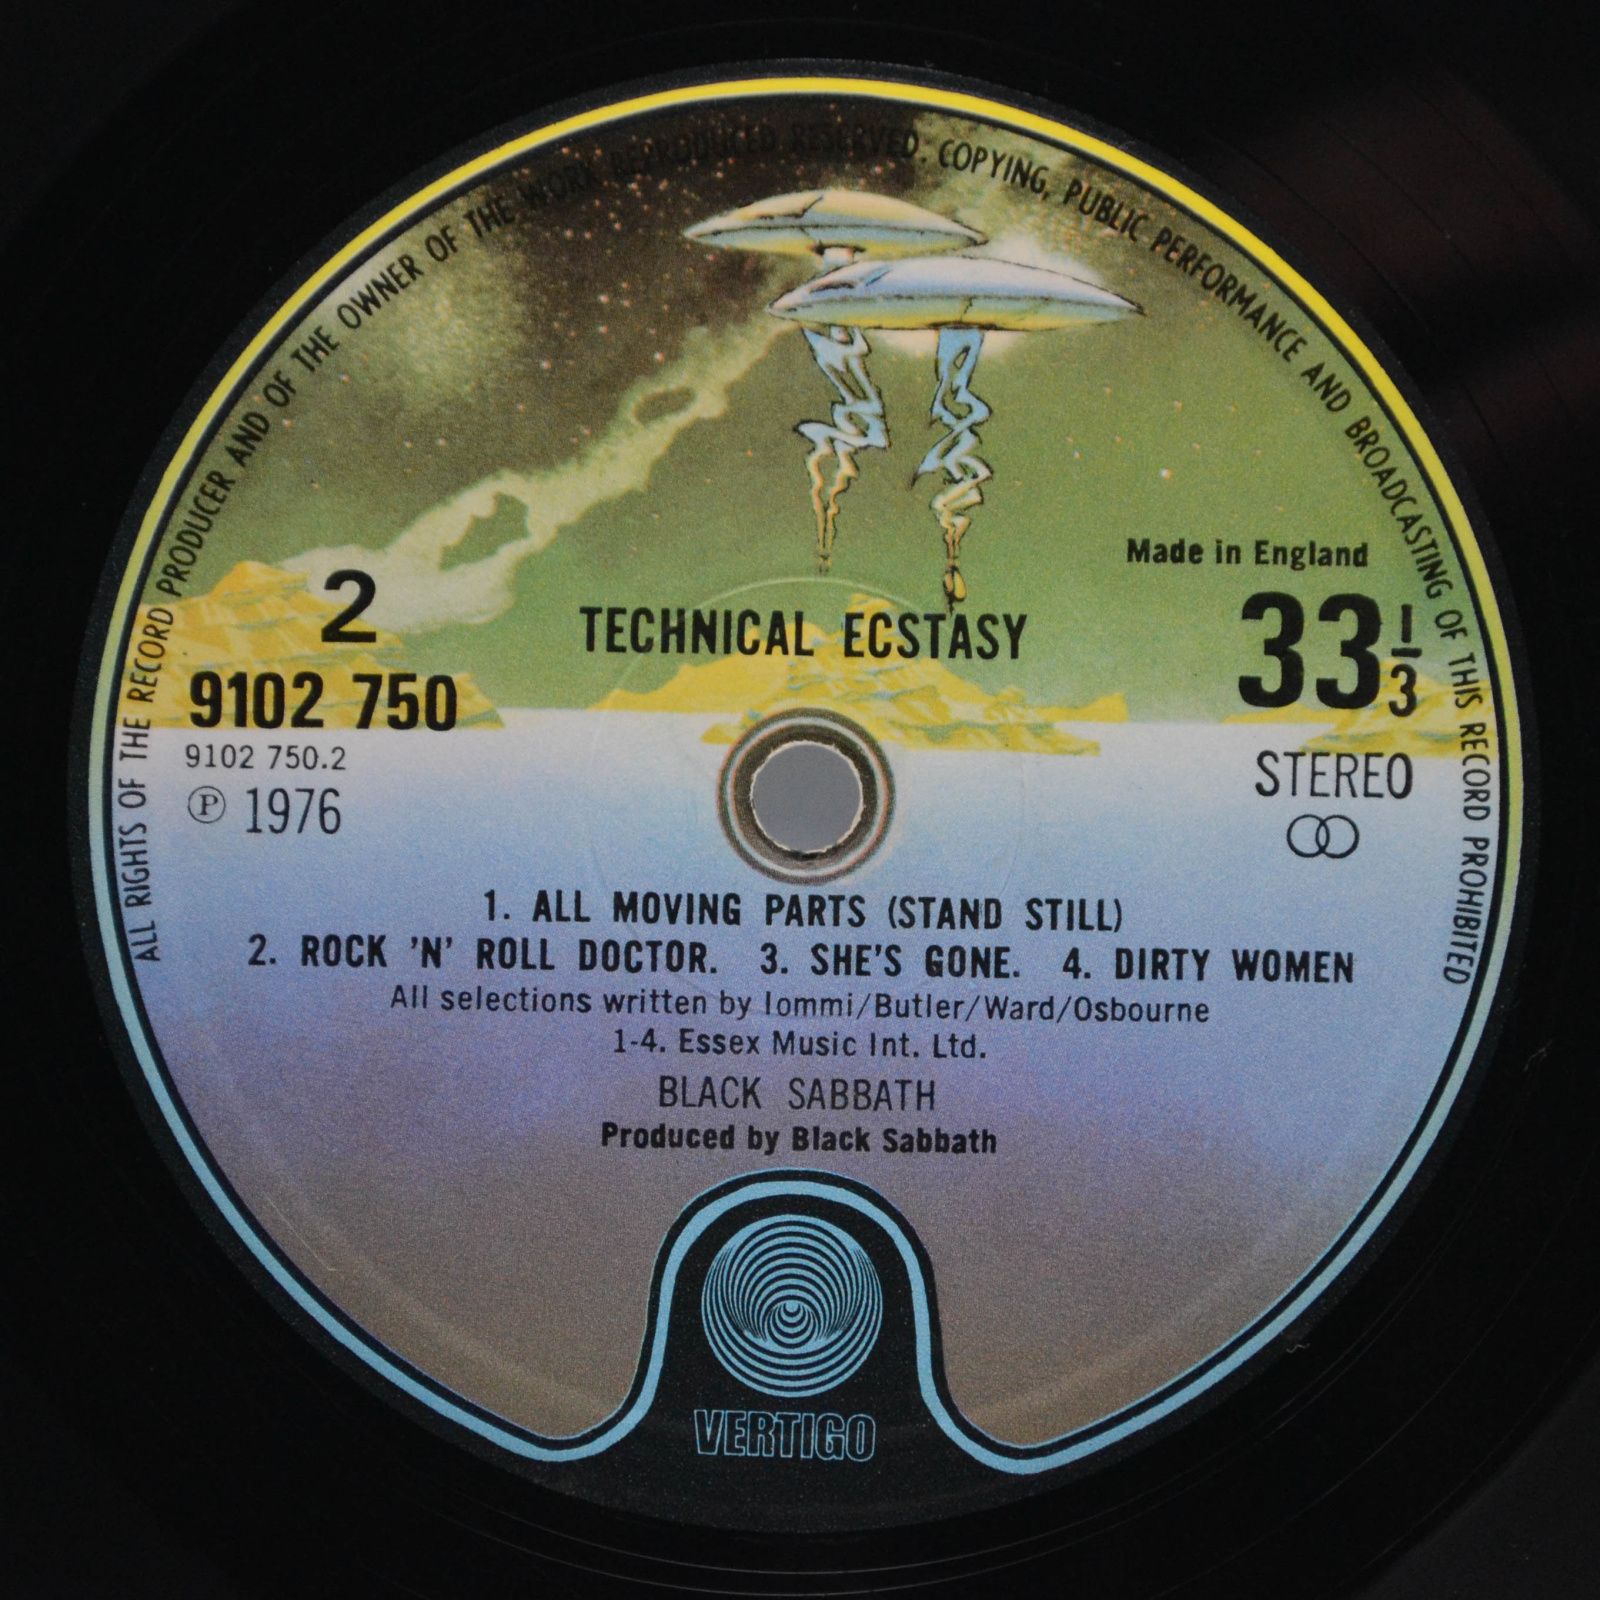 ALL RIGHTS OF THE RECORD PRODUCER AND OF THE OWNER OF THE WORK REPRODUCED RESERVED. COPYING, PUBLIC PERFORMANCE AND BROADCASTING OF THIS RECORD PROHIBITED
Made in England
2
TECHNICAL ECSTASY
33 1/3
9102 750
9102 750.2
STEREO
Ⓟ 1976
1. ALL MOVING PARTS (STAND STILL)
2. ROCK 'N' ROLL DOCTOR. 3. SHE'S GONE. 4. DIRTY WOMEN
All selections written by Iommi/Butler/Ward/Osbourne
1-4. Essex Music Int. Ltd.
BLACK SABBATH
Produced by Black Sabbath
VERTIGO